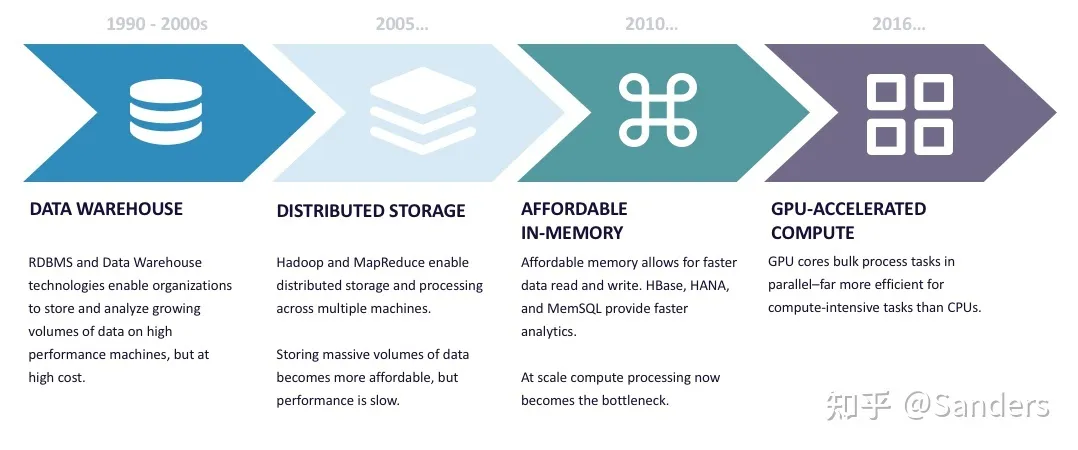 1990 - 2000s
2005...
2010...
2016...
DATA WAREHOUSE
RDBMS and Data Warehouse
technologies enable organizations
to store and analyze growing
volumes of data on high
performance machines, but at
high cost.
DISTRIBUTED STORAGE
Hadoop and MapReduce enable
distributed storage and processing
across multiple machines.
Storing massive volumes of data
becomes more affordable, but
performance is slow.
AFFORDABLE
IN-MEMORY
Affordable memory allows for faster
data read and write. HBase, HANA,
and MemSQL provide faster
analytics.
At scale compute processing now
becomes the bottleneck.
GPU-ACCELERATED
COMPUTE
GPU cores bulk process tasks in
parallel–far more efficient for
compute-intensive tasks than CPUs.
知乎 @Sanders